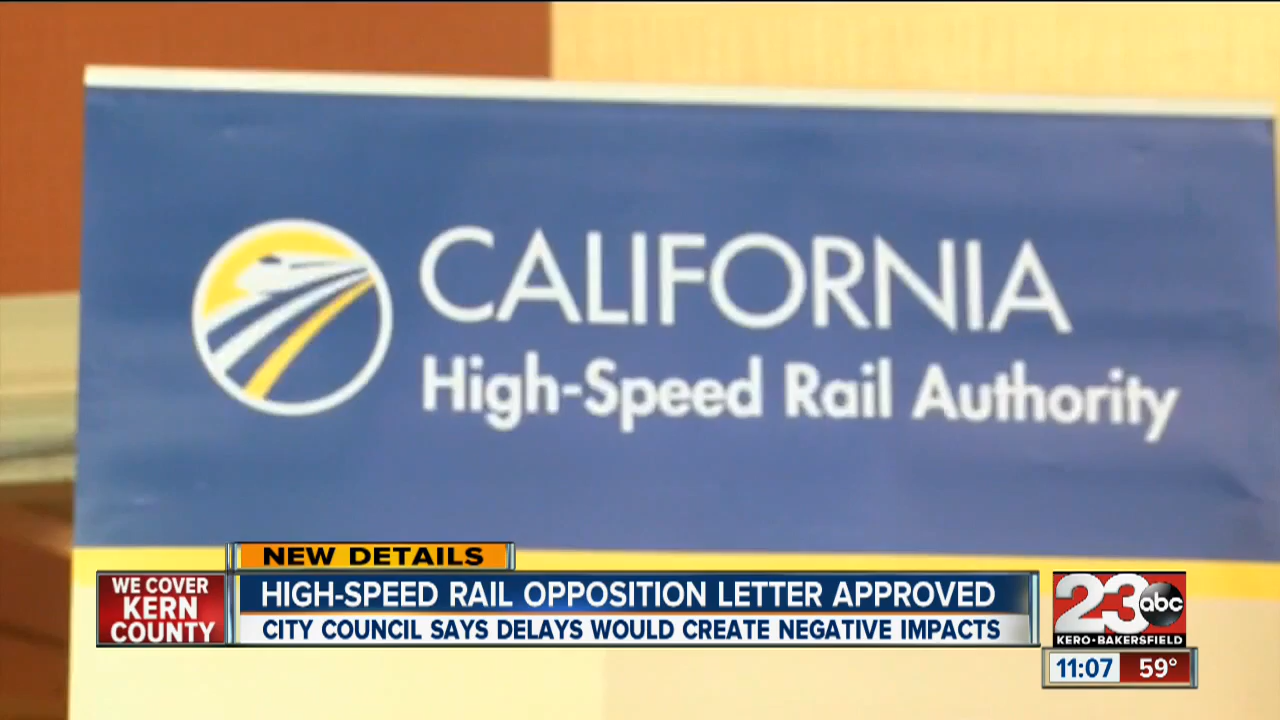 CALIFORNIA
High-Speed Rail Authority
NEW DETAILS
WE COVER
KERN
COUNTY
HIGH-SPEED RAIL OPPOSITION LETTER APPROVED
CITY COUNCIL SAYS DELAYS WOULD CREATE NEGATIVE IMPACTS
23 abc
KERO-BAKERSFIELD
11:07 59°